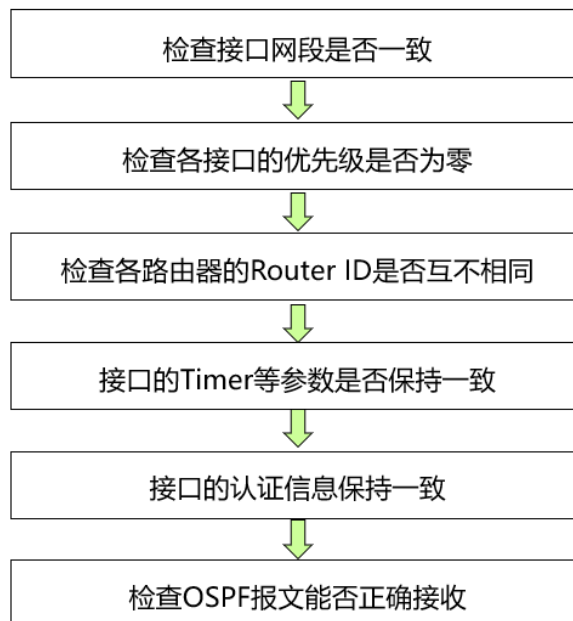 检查接口网段是否一致
检查各接口的优先级是否为零
检查各路由器的Router ID是否互不相同
接口的Timer等参数是否保持一致
接口的认证信息保持一致
检查OSPF报文能否正确接收